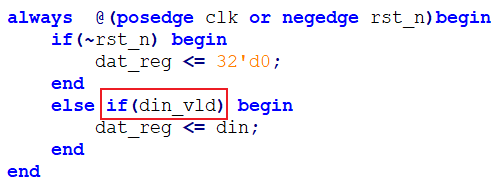 always  @(posedge clk or negedge rst_n)begin
    if(~rst_n) begin
        dat_reg <= 32'd0;
    end
    else if(din_vld) begin
        dat_reg <= din;
    end
end